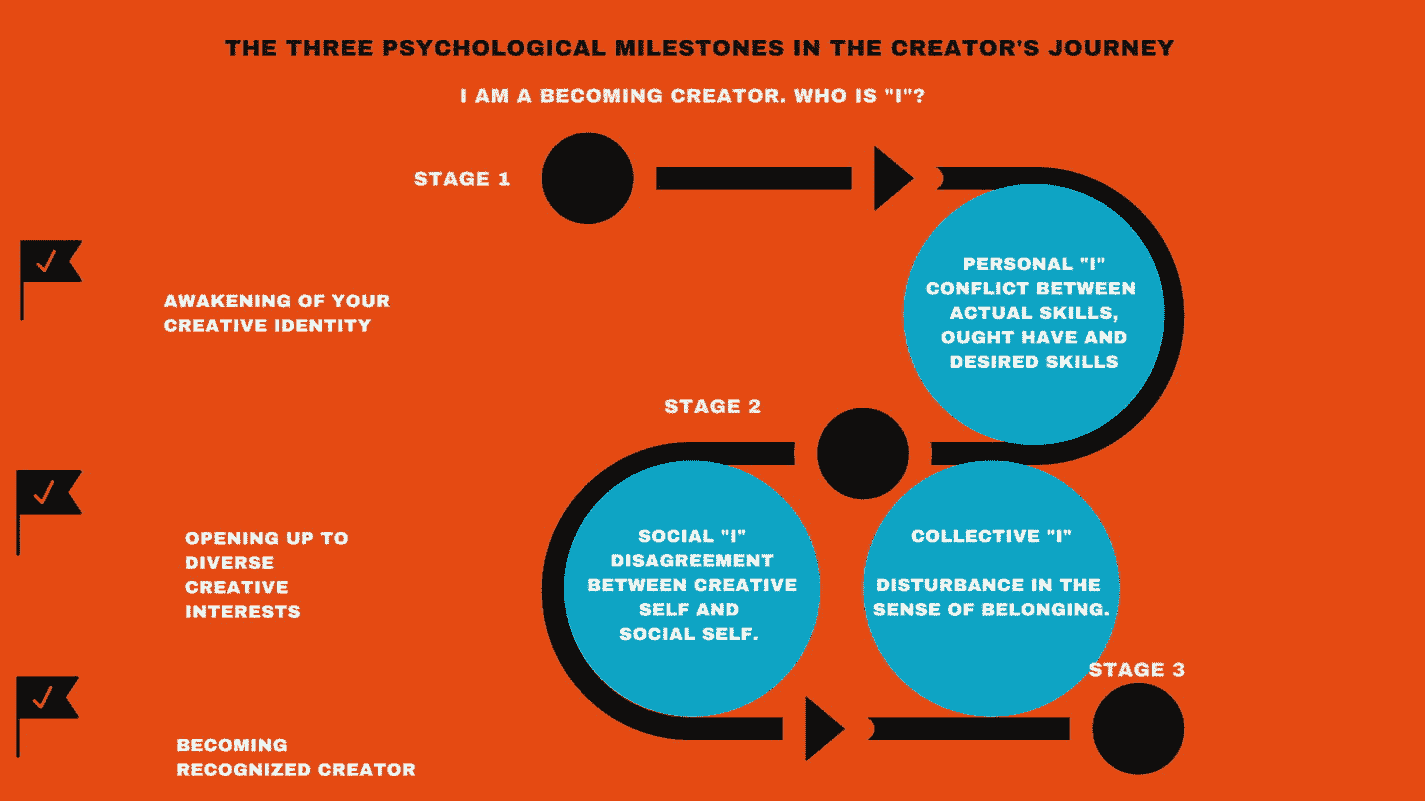 THE THREE PSYCHOLOGICAL MILESTONES IN THE CREATOR'S JOURNEY
I AM A BECOMING CREATOR. WHO IS "I"?
STAGE 1
PERSONAL "I"
CONFLICT BETWEEN
ACTUAL SKILLS,
OUGHT HAVE AND
DESIRED SKILLS
AWAKENING OF YOUR
CREATIVE IDENTITY
STAGE 2
SOCIAL "I"
DISAGREEMENT
BETWEEN CREATIVE
SELF AND
SOCIAL SELF.
COLLECTIVE "I"
DISTURBANCE IN THE
SENSE OF BELONGING.
OPENING UP TO
DIVERSE
CREATIVE
INTERESTS
STAGE 3
BECOMING
RECOGNIZED CREATOR